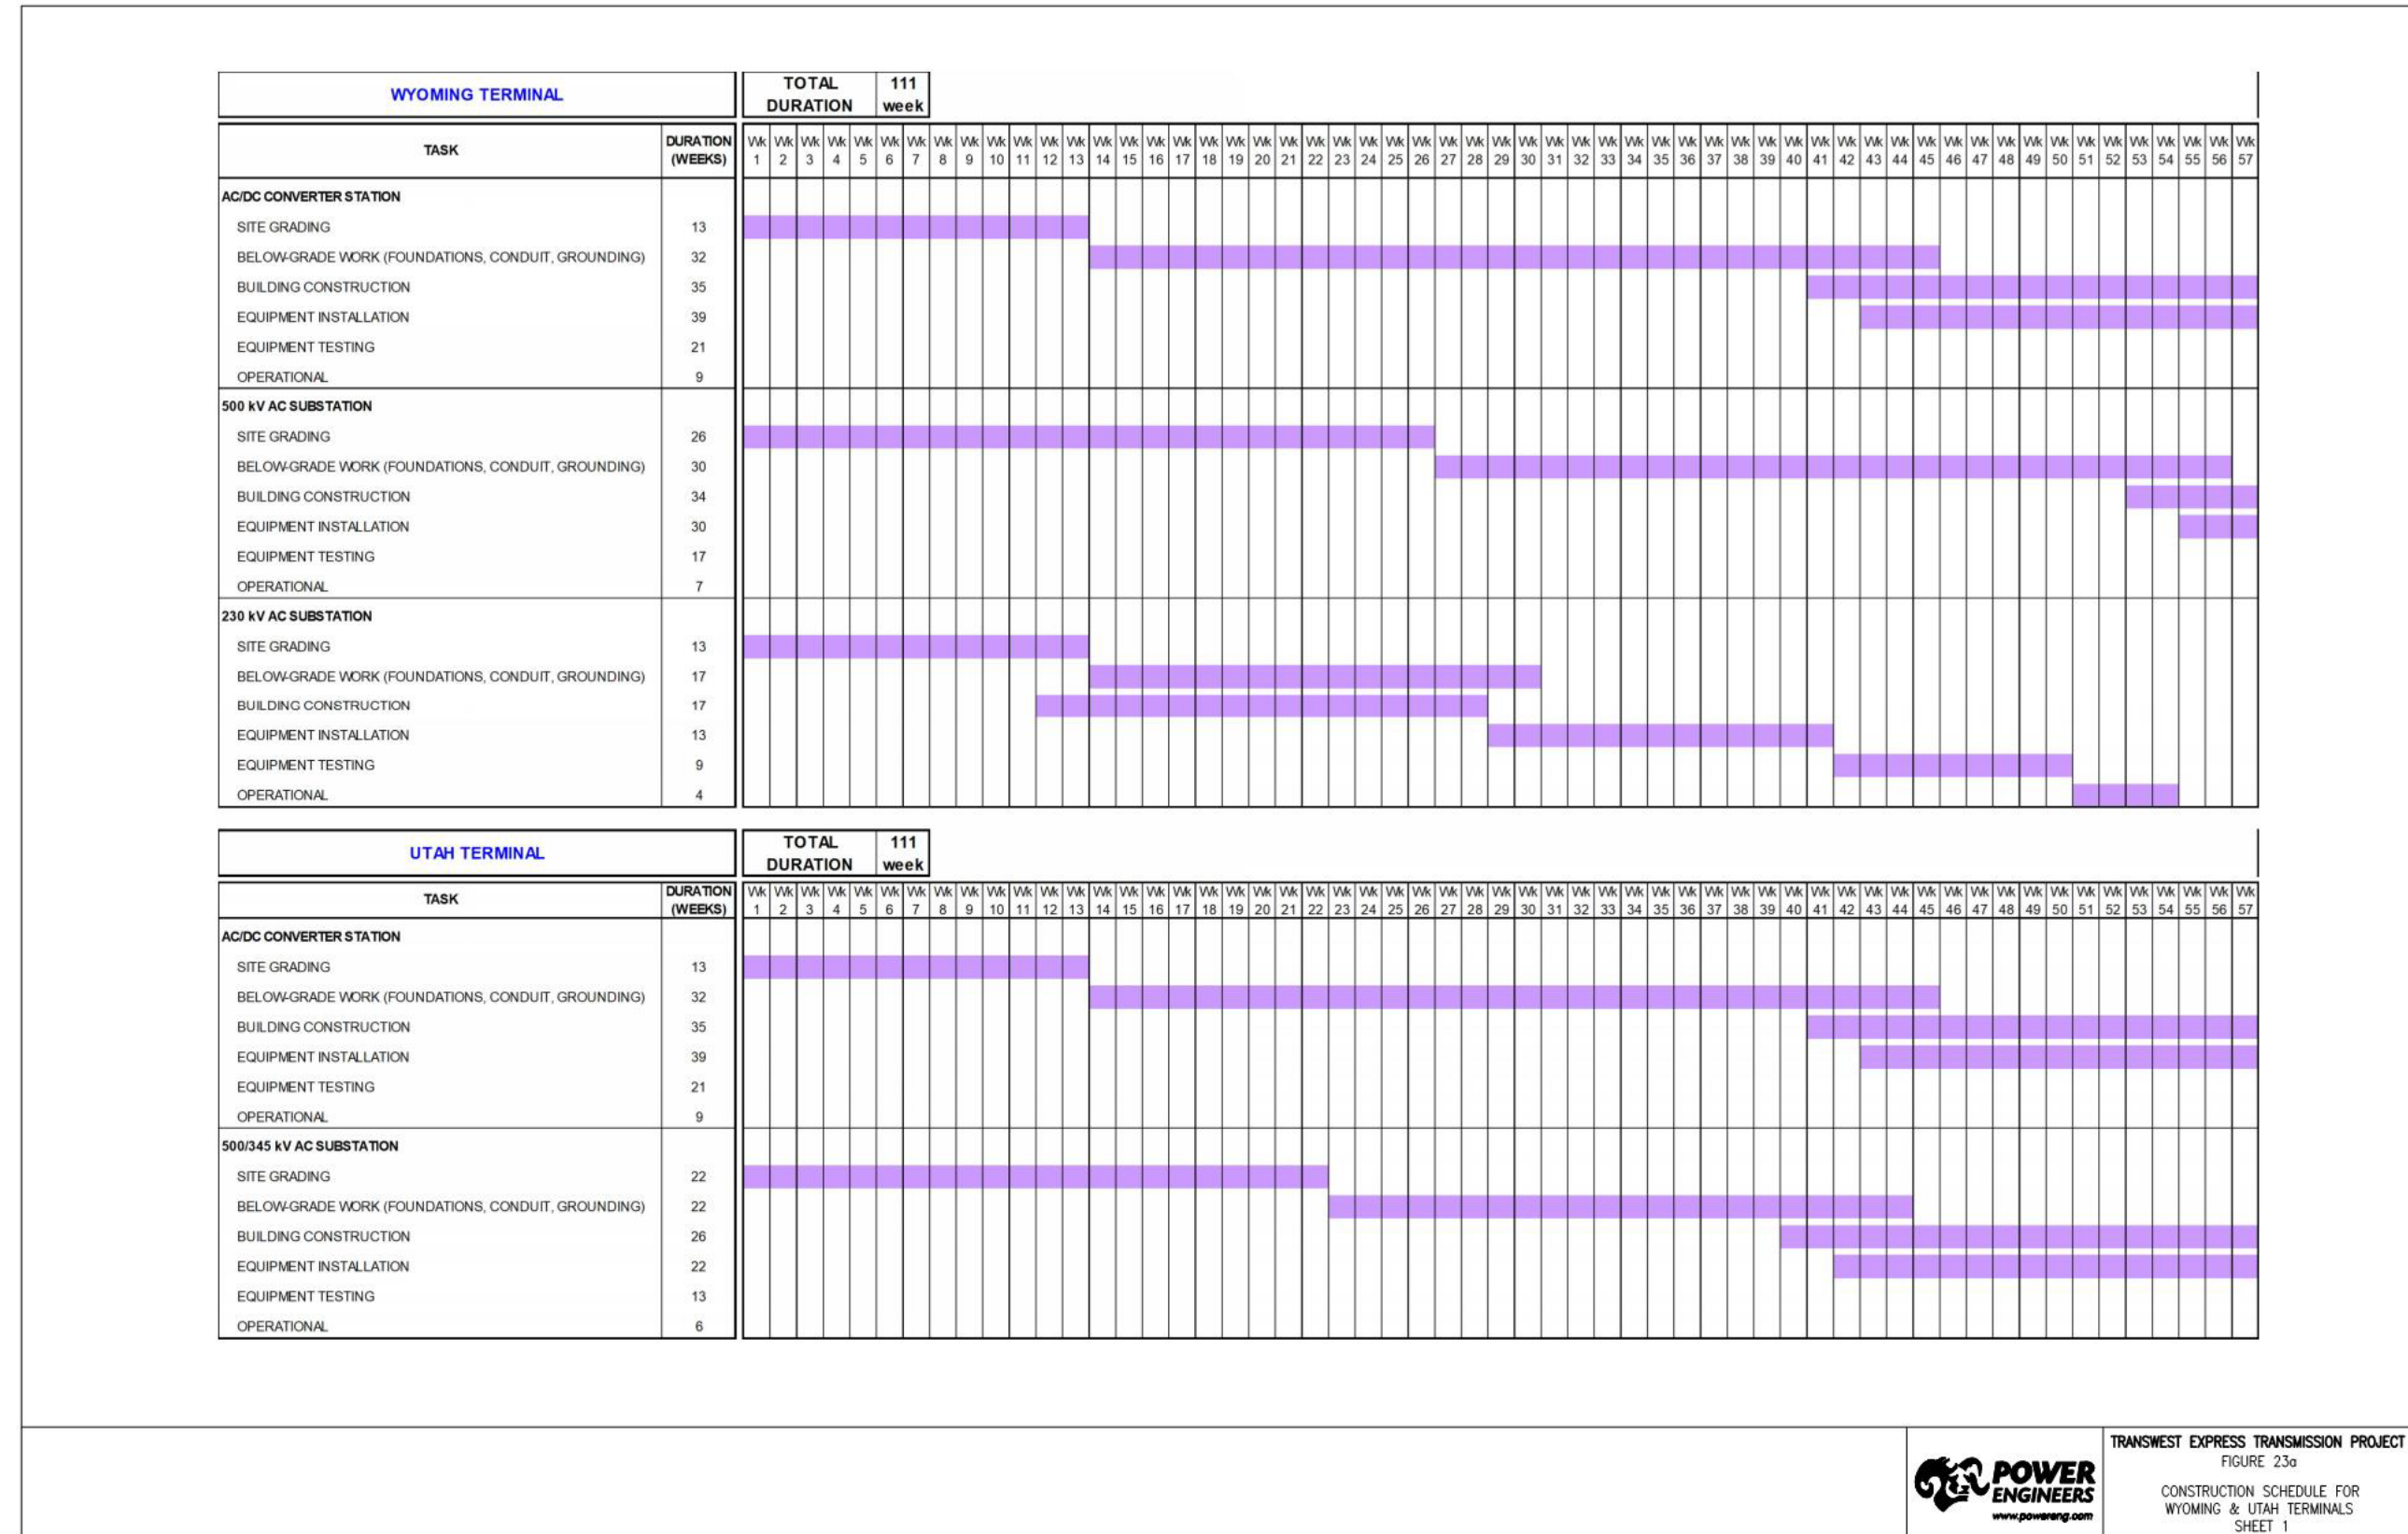 WYOMING TERMINAL
TOTAL DURATION 111 week
TASK DURATION (WEEKS) Wk 1 Wk 2 Wk 3 Wk 4 Wk 5 Wk 6 Wk 7 Wk 8 Wk 9 Wk 10 Wk 11 Wk 12 Wk 13 Wk 14 Wk 15 Wk 16 Wk 17 Wk 18 Wk 19 Wk 20 Wk 21 Wk 22 Wk 23 Wk 24 Wk 25 Wk 26 Wk 27 Wk 28 Wk 29 Wk 30 Wk 31 Wk 32 Wk 33 Wk 34 Wk 35 Wk 36 Wk 37 Wk 38 Wk 39 Wk 40 Wk 41 Wk 42 Wk 43 Wk 44 Wk 45 Wk 46 Wk 47 Wk 48 Wk 49 Wk 50 Wk 51 Wk 52 Wk 53 Wk 54 Wk 55 Wk 56 Wk 57
AC/DC CONVERTER STATION
SITE GRADING 13
BELOW-GRADE WORK (FOUNDATIONS, CONDUIT, GROUNDING) 32
BUILDING CONSTRUCTION 35
EQUIPMENT INSTALLATION 39
EQUIPMENT TESTING 21
OPERATIONAL 9
500 kV AC SUBSTATION
SITE GRADING 26
BELOW-GRADE WORK (FOUNDATIONS, CONDUIT, GROUNDING) 30
BUILDING CONSTRUCTION 34
EQUIPMENT INSTALLATION 30
EQUIPMENT TESTING 17
OPERATIONAL 7
230 kV AC SUBSTATION
SITE GRADING 13
BELOW-GRADE WORK (FOUNDATIONS, CONDUIT, GROUNDING) 17
BUILDING CONSTRUCTION 17
EQUIPMENT INSTALLATION 13
EQUIPMENT TESTING 9
OPERATIONAL 4
UTAH TERMINAL
TOTAL DURATION 111 week
TASK DURATION (WEEKS) Wk 1 Wk 2 Wk 3 Wk 4 Wk 5 Wk 6 Wk 7 Wk 8 Wk 9 Wk 10 Wk 11 Wk 12 Wk 13 Wk 14 Wk 15 Wk 16 Wk 17 Wk 18 Wk 19 Wk 20 Wk 21 Wk 22 Wk 23 Wk 24 Wk 25 Wk 26 Wk 27 Wk 28 Wk 29 Wk 30 Wk 31 Wk 32 Wk 33 Wk 34 Wk 35 Wk 36 Wk 37 Wk 38 Wk 39 Wk 40 Wk 41 Wk 42 Wk 43 Wk 44 Wk 45 Wk 46 Wk 47 Wk 48 Wk 49 Wk 50 Wk 51 Wk 52 Wk 53 Wk 54 Wk 55 Wk 56 Wk 57
AC/DC CONVERTER STATION
SITE GRADING 13
BELOW-GRADE WORK (FOUNDATIONS, CONDUIT, GROUNDING) 32
BUILDING CONSTRUCTION 35
EQUIPMENT INSTALLATION 39
EQUIPMENT TESTING 21
OPERATIONAL 9
500/345 kV AC SUBSTATION
SITE GRADING 22
BELOW-GRADE WORK (FOUNDATIONS, CONDUIT, GROUNDING) 22
BUILDING CONSTRUCTION 26
EQUIPMENT INSTALLATION 22
EQUIPMENT TESTING 13
OPERATIONAL 6
POWER
ENGINEERS
www.powereng.com
TRANSWEST EXPRESS TRANSMISSION PROJECT
FIGURE 23a
CONSTRUCTION SCHEDULE FOR
WYOMING & UTAH TERMINALS
SHEET 1